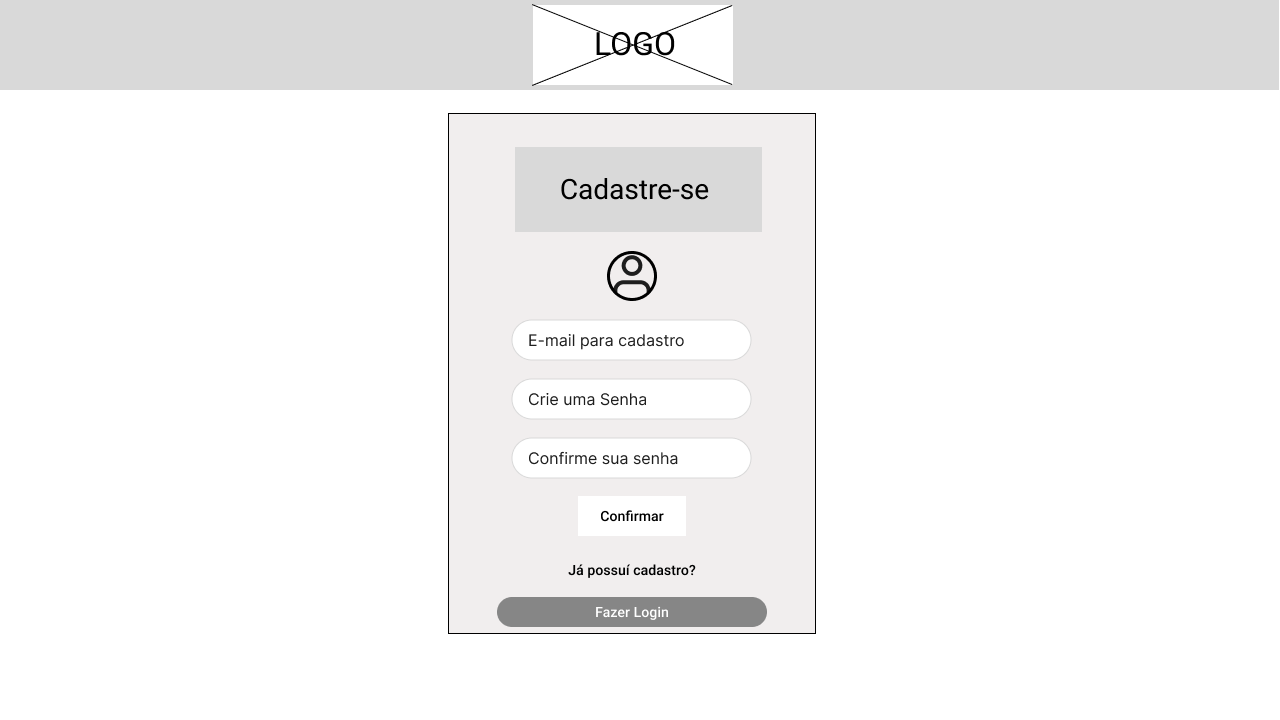 LOGO
Cadastre-se
E-mail para cadastro
Crie uma Senha
Confirme sua senha
Confirmar
Já possuí cadastro?
Fazer Login